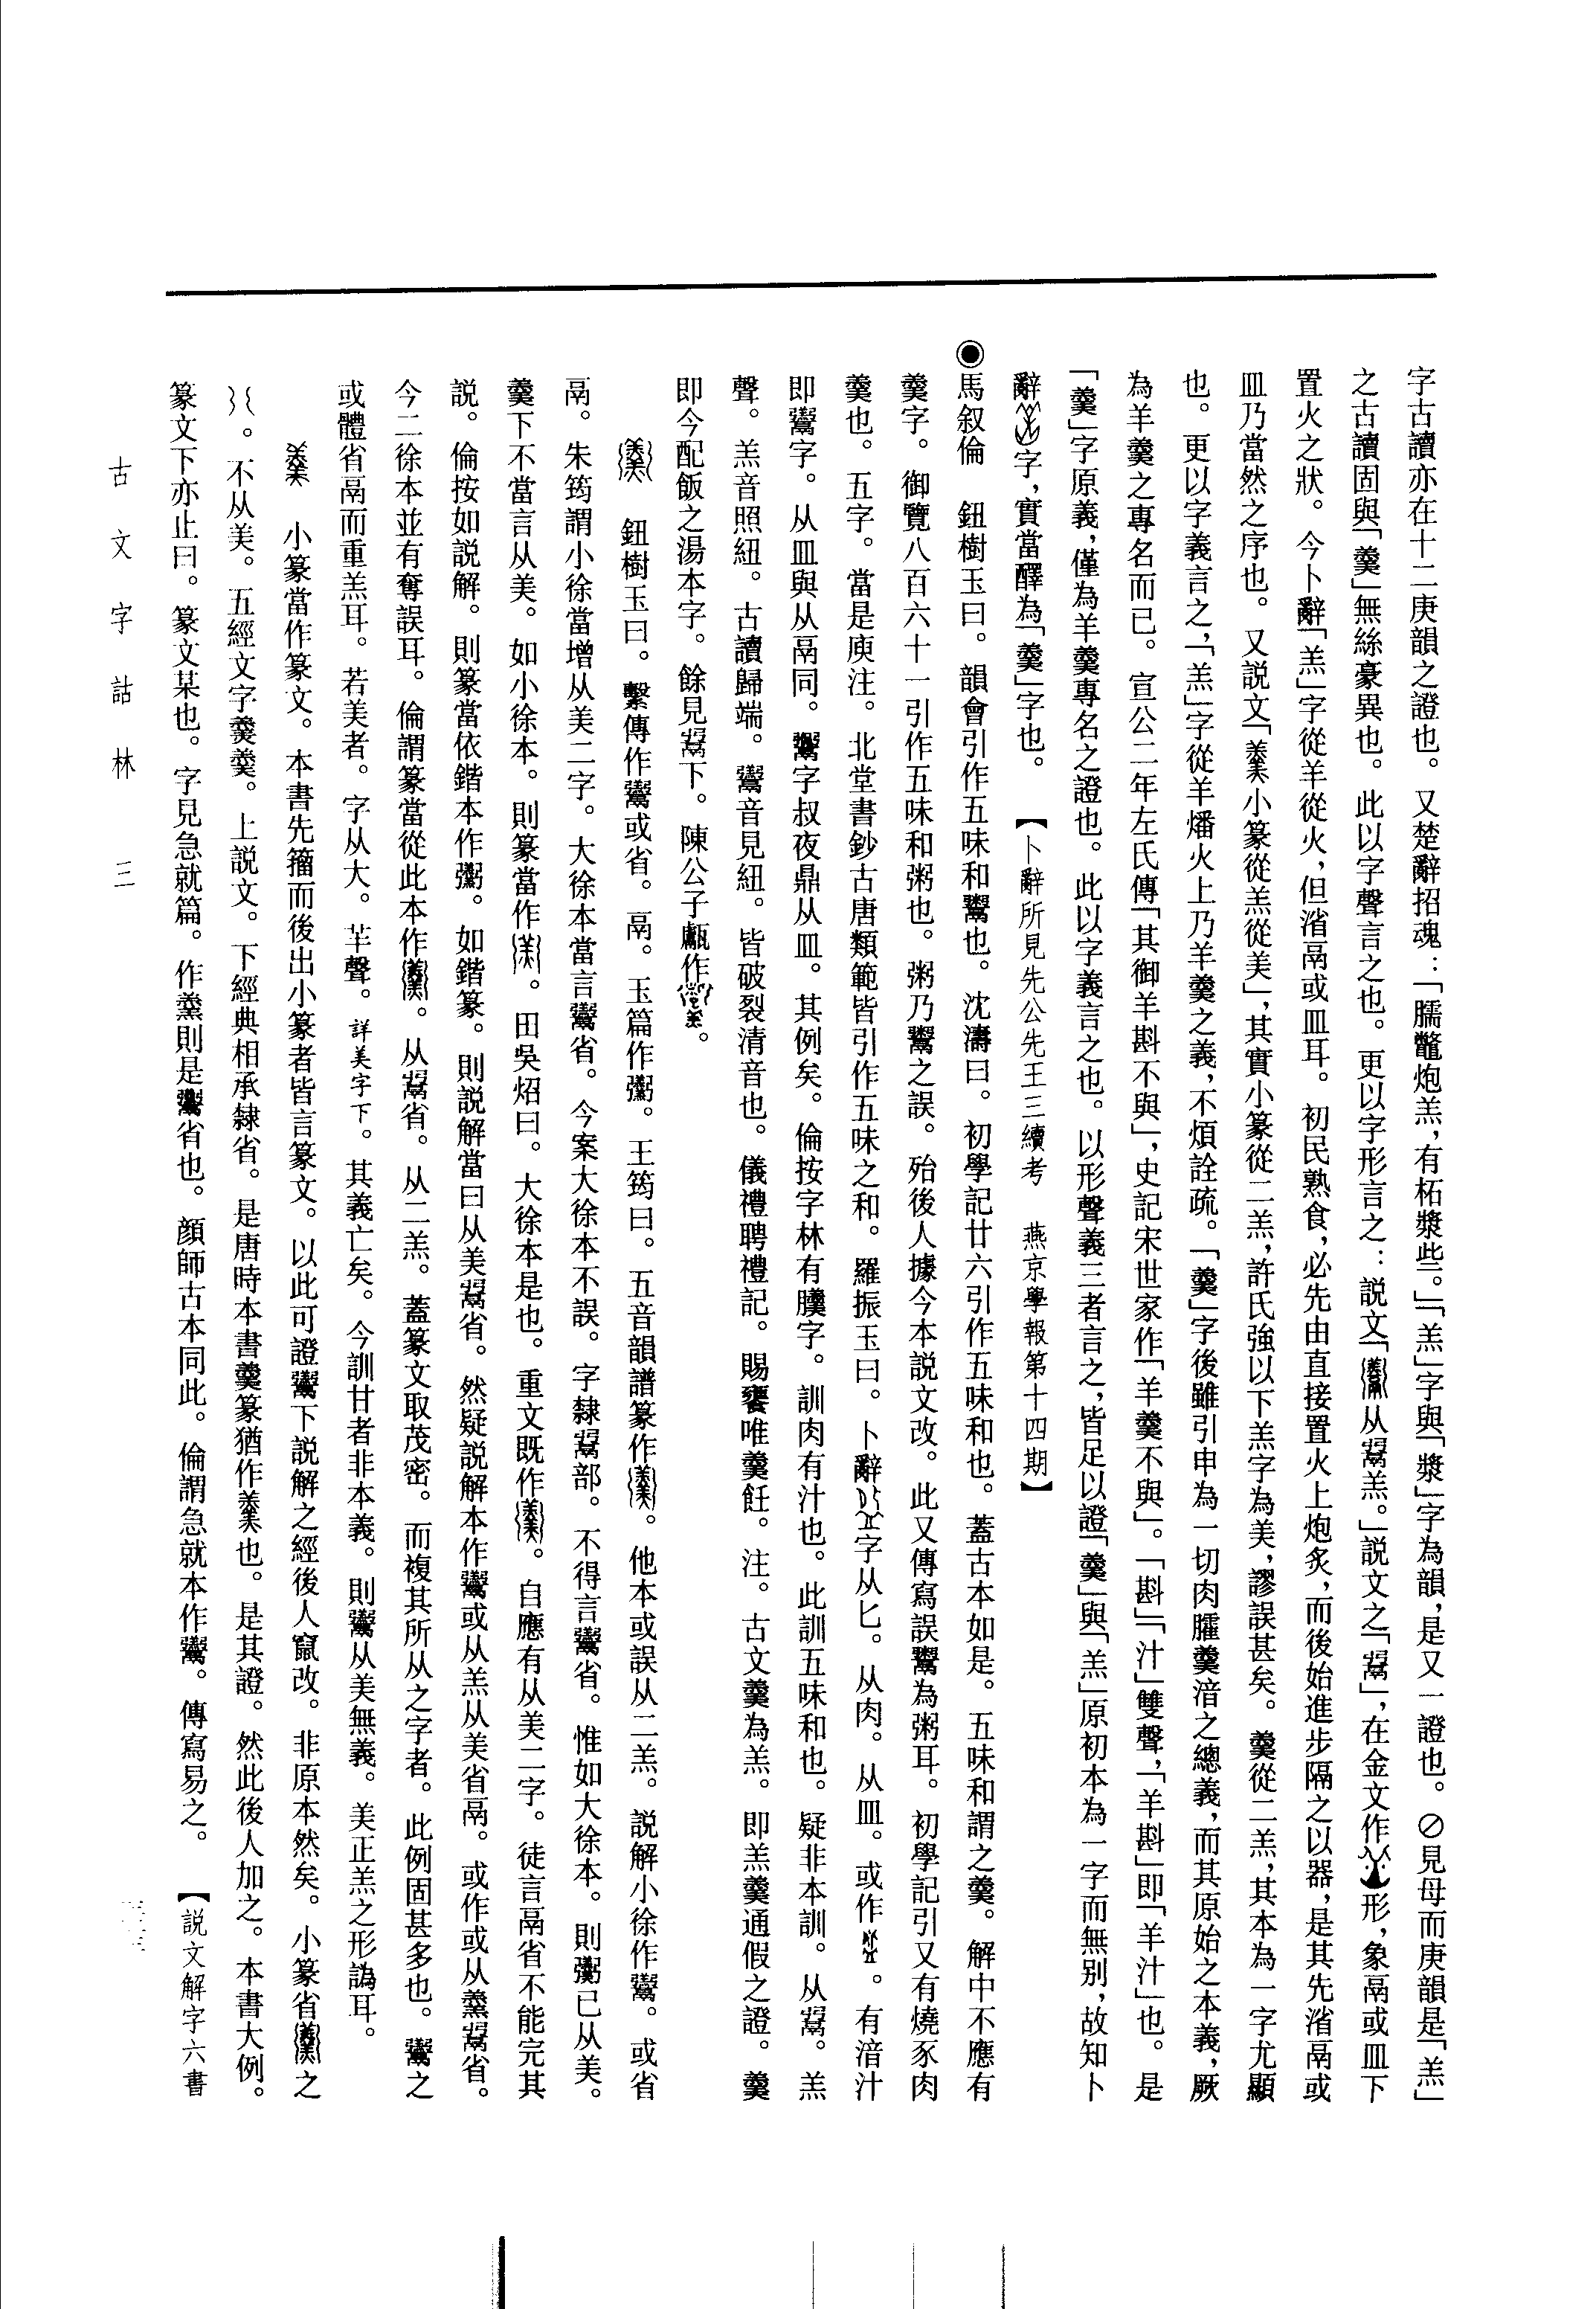 字古讀亦在十二庚韻之證也。又楚辭招魂：「臑鼈炮羔，有柘漿些。」「羔」字與「漿」字為韻，是又一證也。⊘見母而庚韻是「羔」
之古讀固與「羹」無絲豪異也。此以字聲言之也。更以字形言之：説文「从䰜羔。」説文之「䰜」，在金文作形，象鬲或皿下
置火之狀。今卜辭「羔」字從羊從火，但渻鬲或皿耳。初民熟食，必先由直接置火上炮炙，而後始進步隔之以器，是其先渻鬲或
皿乃當然之序也。又説文「小篆從羔從美」，其實小篆從二羔，許氏強以下羔字為美，謬誤甚矣。羹從二羔，其本為一字尤顯
也。更以字義言之，「羔」字從羊燔火上乃羊羹之義，不煩詮疏。「羹」字後雖引申為一切肉臛羹湆之總義，而其原始之本義，厥
為羊羹之專名而已。宣公二年左氏傳「其御羊斟不與」，史記宋世家作「羊羹不與」。「斟」「汁」雙聲，「羊斟」即「羊汁」也。是
「羹」字原義，僅為羊羹專名之證也。此以字義言之也。以形聲義三者言之，皆足以證「羹」與「羔」原初本為一字而無別，故知卜
辭字，實當釋為「羹」字也。【卜辭所見先公先王三續考　燕京學報第十四期】
◉馬叙倫　鈕樹玉曰。韻會引作五味和鬻也。沈濤曰。初學記廿六引作五味和也。蓋古本如是。五味和謂之羹。解中不應有
羹字。御覽八百六十一引作五味和粥也。粥乃鬻之誤。殆後人據今本説文改。此又傳寫誤鬻為粥耳。初學記引又有燒豕肉
羹也。五字。當是庾注。北堂書鈔古唐類範皆引作五味之和。羅振玉曰。卜辭字从匕。从肉。从皿。或作。有湆汁
即字。从皿與从鬲同。字叔夜鼎从皿。其例矣。倫按字林有字。訓肉有汁也。此訓五味和也。疑非本訓。从䰜。羔
聲。羔音照紐。古讀歸端。音見紐。皆破裂清音也。儀禮聘禮記。賜饔唯羹飪。注。古文羹為羔。即羔羹通假之證。羹
即今配飯之湯本字。餘見䰜下。陳公子甗作。
鈕樹玉曰。繫傳作或省。鬲。玉篇作。王筠曰。五音韻譜篆作。他本或誤从二羔。説解小徐作。或省
鬲。朱筠謂小徐當增从美二字。大徐本當言省。今案大徐本不誤。字隸䰜部。不得言省。惟如大徐本。則已从美。
羹下不當言从美。如小徐本。則篆當作。田吳炤曰。大徐本是也。重文既作。自應有从美二字。徒言鬲省不能完其
説。倫按如説解。則篆當依鍇本作。如鍇篆。則説解當曰从美䰜省。然疑説解本作或从羔从美省鬲。或作或从羹䰜省。
今二徐本並有奪誤耳。倫謂篆當從此本作。从䰜省。从二羔。蓋篆文取茂密。而複其所从之字者。此例固甚多也。之
或體省鬲而重羔耳。若美者。字从大。羊聲。詳美字下。其義亡矣。今訓甘者非本義。則从美無義。美正羔之形譌耳。
小篆當作篆文。本書先籀而後出小篆者皆言篆文。以此可證下説解之經後人竄改。非原本然矣。小篆省之
。不从美。五經文字羹羹。上説文。下經典相承隸省。是唐時本書羹篆猶作也。是其證。然此後人加之。本書大例。
篆文下亦止曰。篆文某也。字見急就篇。作羹則是省也。顏師古本同此。倫謂急就本作。傳寫易之。【説文解字六書
古文字詁林　三